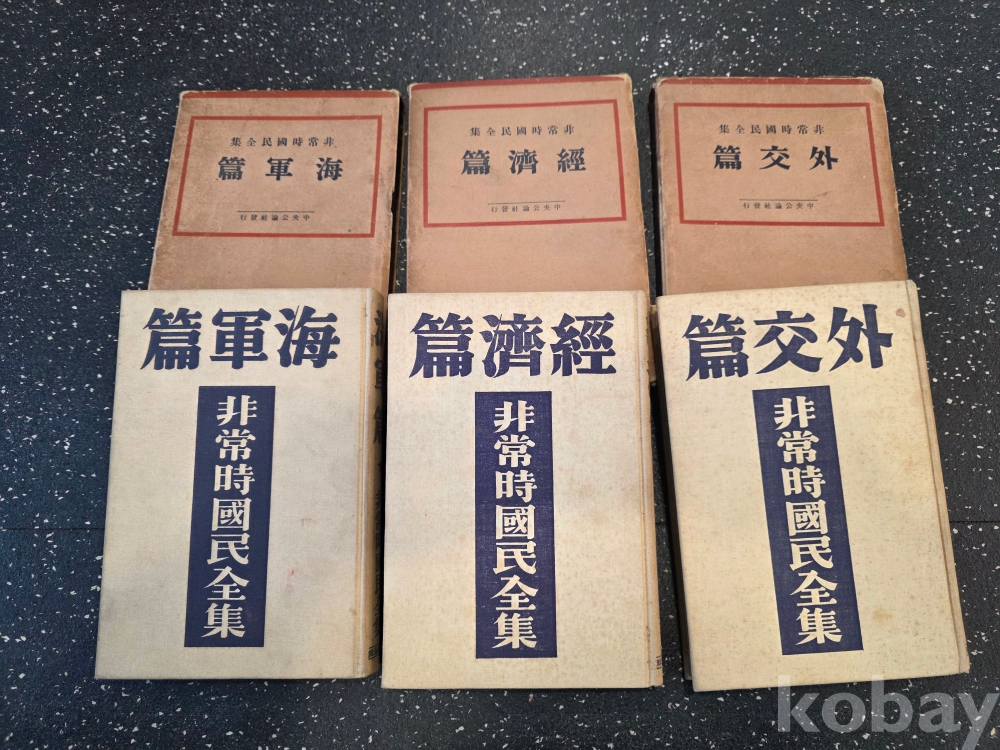 非常時國民全集
海軍篇
中央公論社發行
非常時國民全集
經濟篇
中央公論社發行
非常時國民全集
外交篇
中央公論社發行
海軍篇
非常時國民全集
經濟篇
非常時國民全集
外交篇
非常時國民全集
kobay